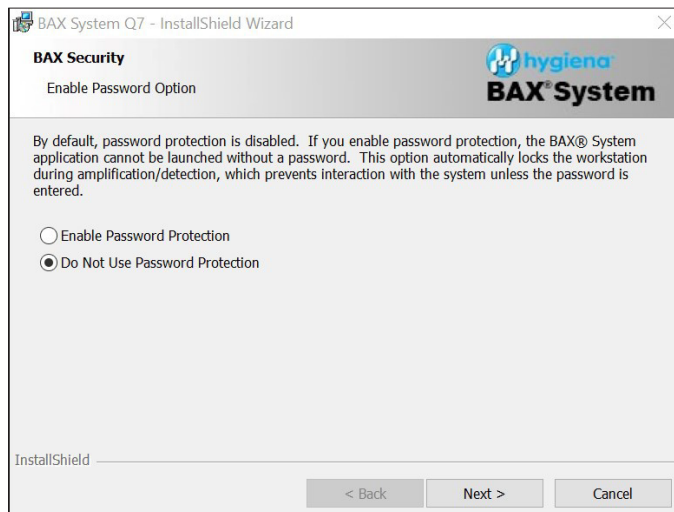 BAX System Q7 - InstallShield Wizard
BAX Security
Enable Password Option
hygiena
BAX® System
By default, password protection is disabled. If you enable password protection, the BAX® System
application cannot be launched without a password. This option automatically locks the workstation
during amplification/detection, which prevents interaction with the system unless the password is
entered.
Enable Password Protection
Do Not Use Password Protection
InstallShield
< Back
Next >
Cancel